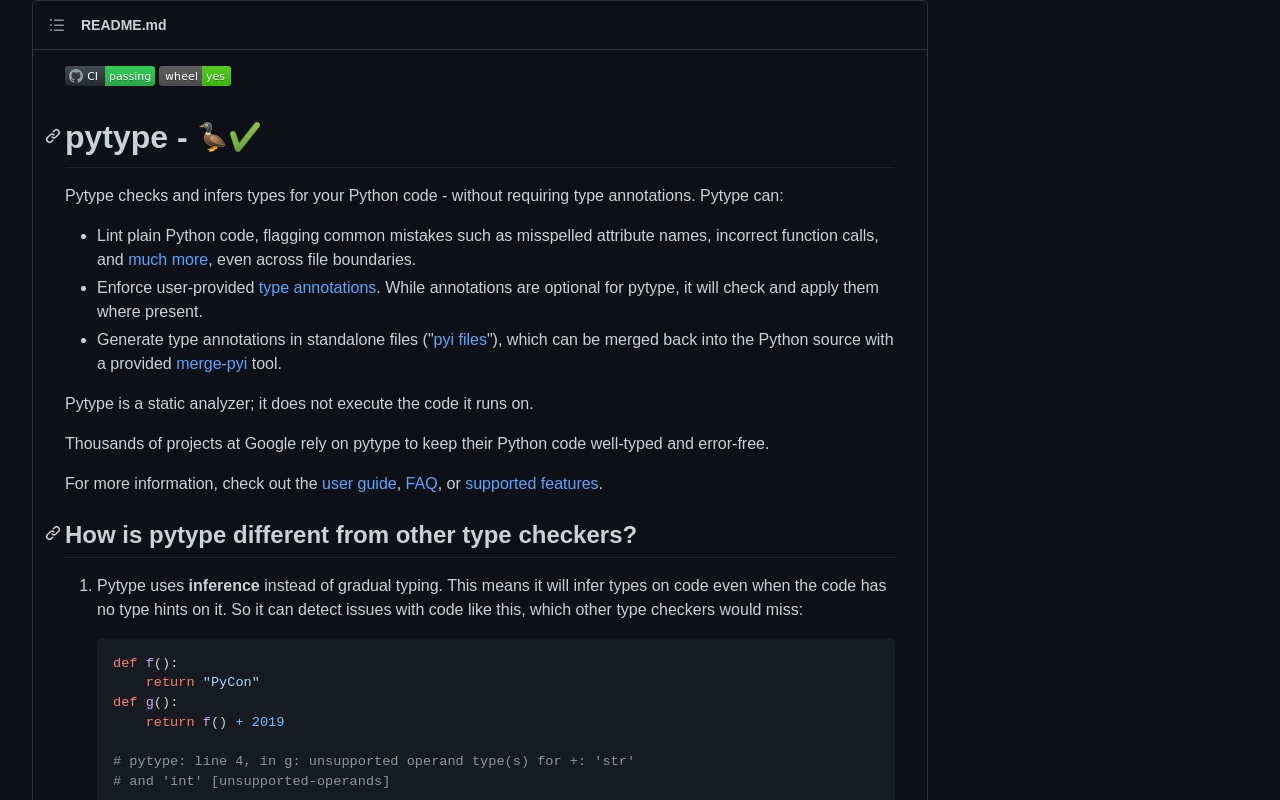 README.md
CI passing wheel yes
pytype - 🦆✔
Pytype checks and infers types for your Python code - without requiring type annotations. Pytype can:
• Lint plain Python code, flagging common mistakes such as misspelled attribute names, incorrect function calls,
and much more, even across file boundaries.
• Enforce user-provided type annotations. While annotations are optional for pytype, it will check and apply them
where present.
• Generate type annotations in standalone files ("pyi files"), which can be merged back into the Python source with
a provided merge-pyi tool.
Pytype is a static analyzer; it does not execute the code it runs on.
Thousands of projects at Google rely on pytype to keep their Python code well-typed and error-free.
For more information, check out the user guide, FAQ, or supported features.
How is pytype different from other type checkers?
1. Pytype uses inference instead of gradual typing. This means it will infer types on code even when the code has
no type hints on it. So it can detect issues with code like this, which other type checkers would miss:
def f():
    return "PyCon"
def g():
    return f() + 2019
# pytype: line 4, in g: unsupported operand type(s) for +: 'str'
# and 'int' [unsupported-operands]